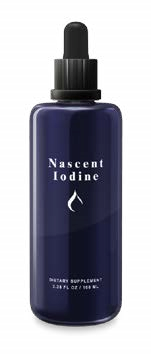 Nascent
Iodine
DIETARY SUPPLEMENT
3.38 FL OZ / 100 ML